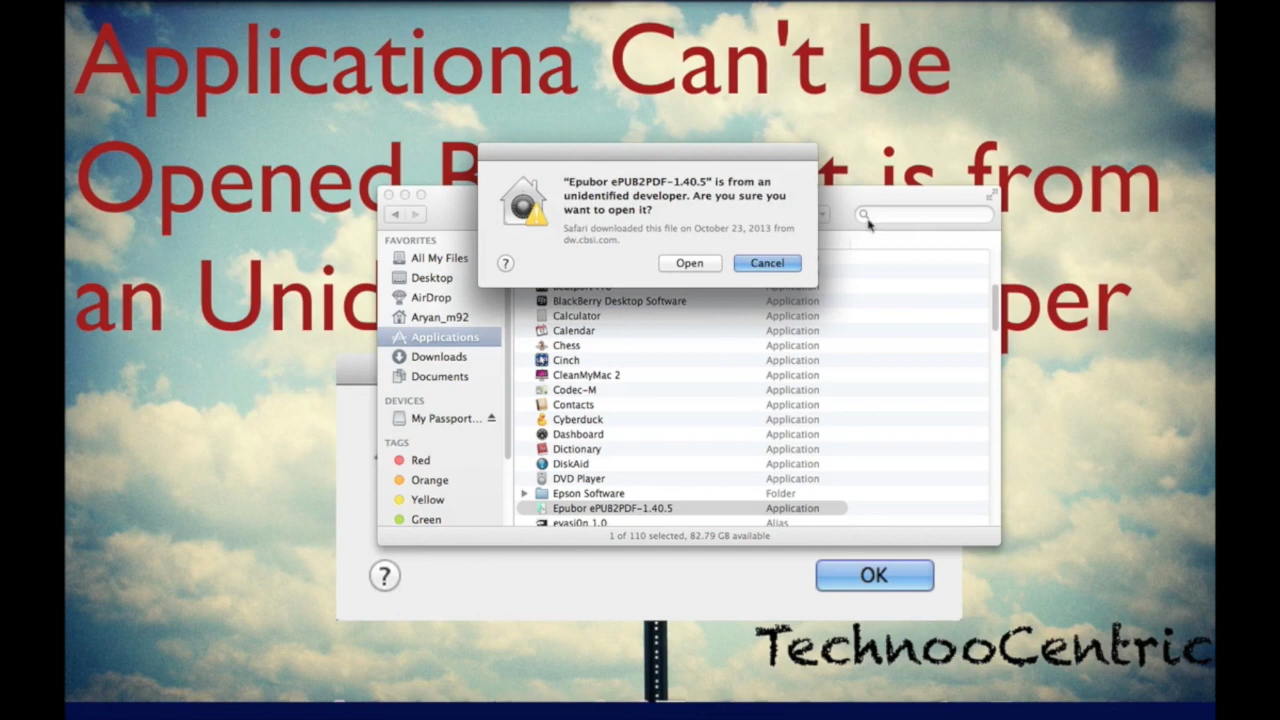 Applicationa Can't be
Opened
t is from
an Unid
per
"Epubor ePUB2PDF-1.40.5" is from an
unidentified developer. Are you sure you
want to open it?
Safari downloaded this file on October 23, 2013 from
dw.cbsi.com.
?
Open
Cancel
FAVORITES
All My Files
Desktop
AirDrop
Aryan_m92
Applications
Downloads
Documents
DEVICES
My Passport...
TAGS
Red
Orange
Yellow
Green
BlackBerry Desktop Software Application
Calculator Application
Calendar Application
Chess Application
Cinch Application
CleanMyMac 2 Application
Codec-M Application
Contacts Application
Cyberduck Application
Dashboard Application
Dictionary Application
DiskAid Application
DVD Player Application
Epson Software Folder
Epubor ePUB2PDF-1.40.5 Application
evasi0n 1.0 Alias
1 of 110 selected, 82.79 GB available
?
OK
TechnooCentric